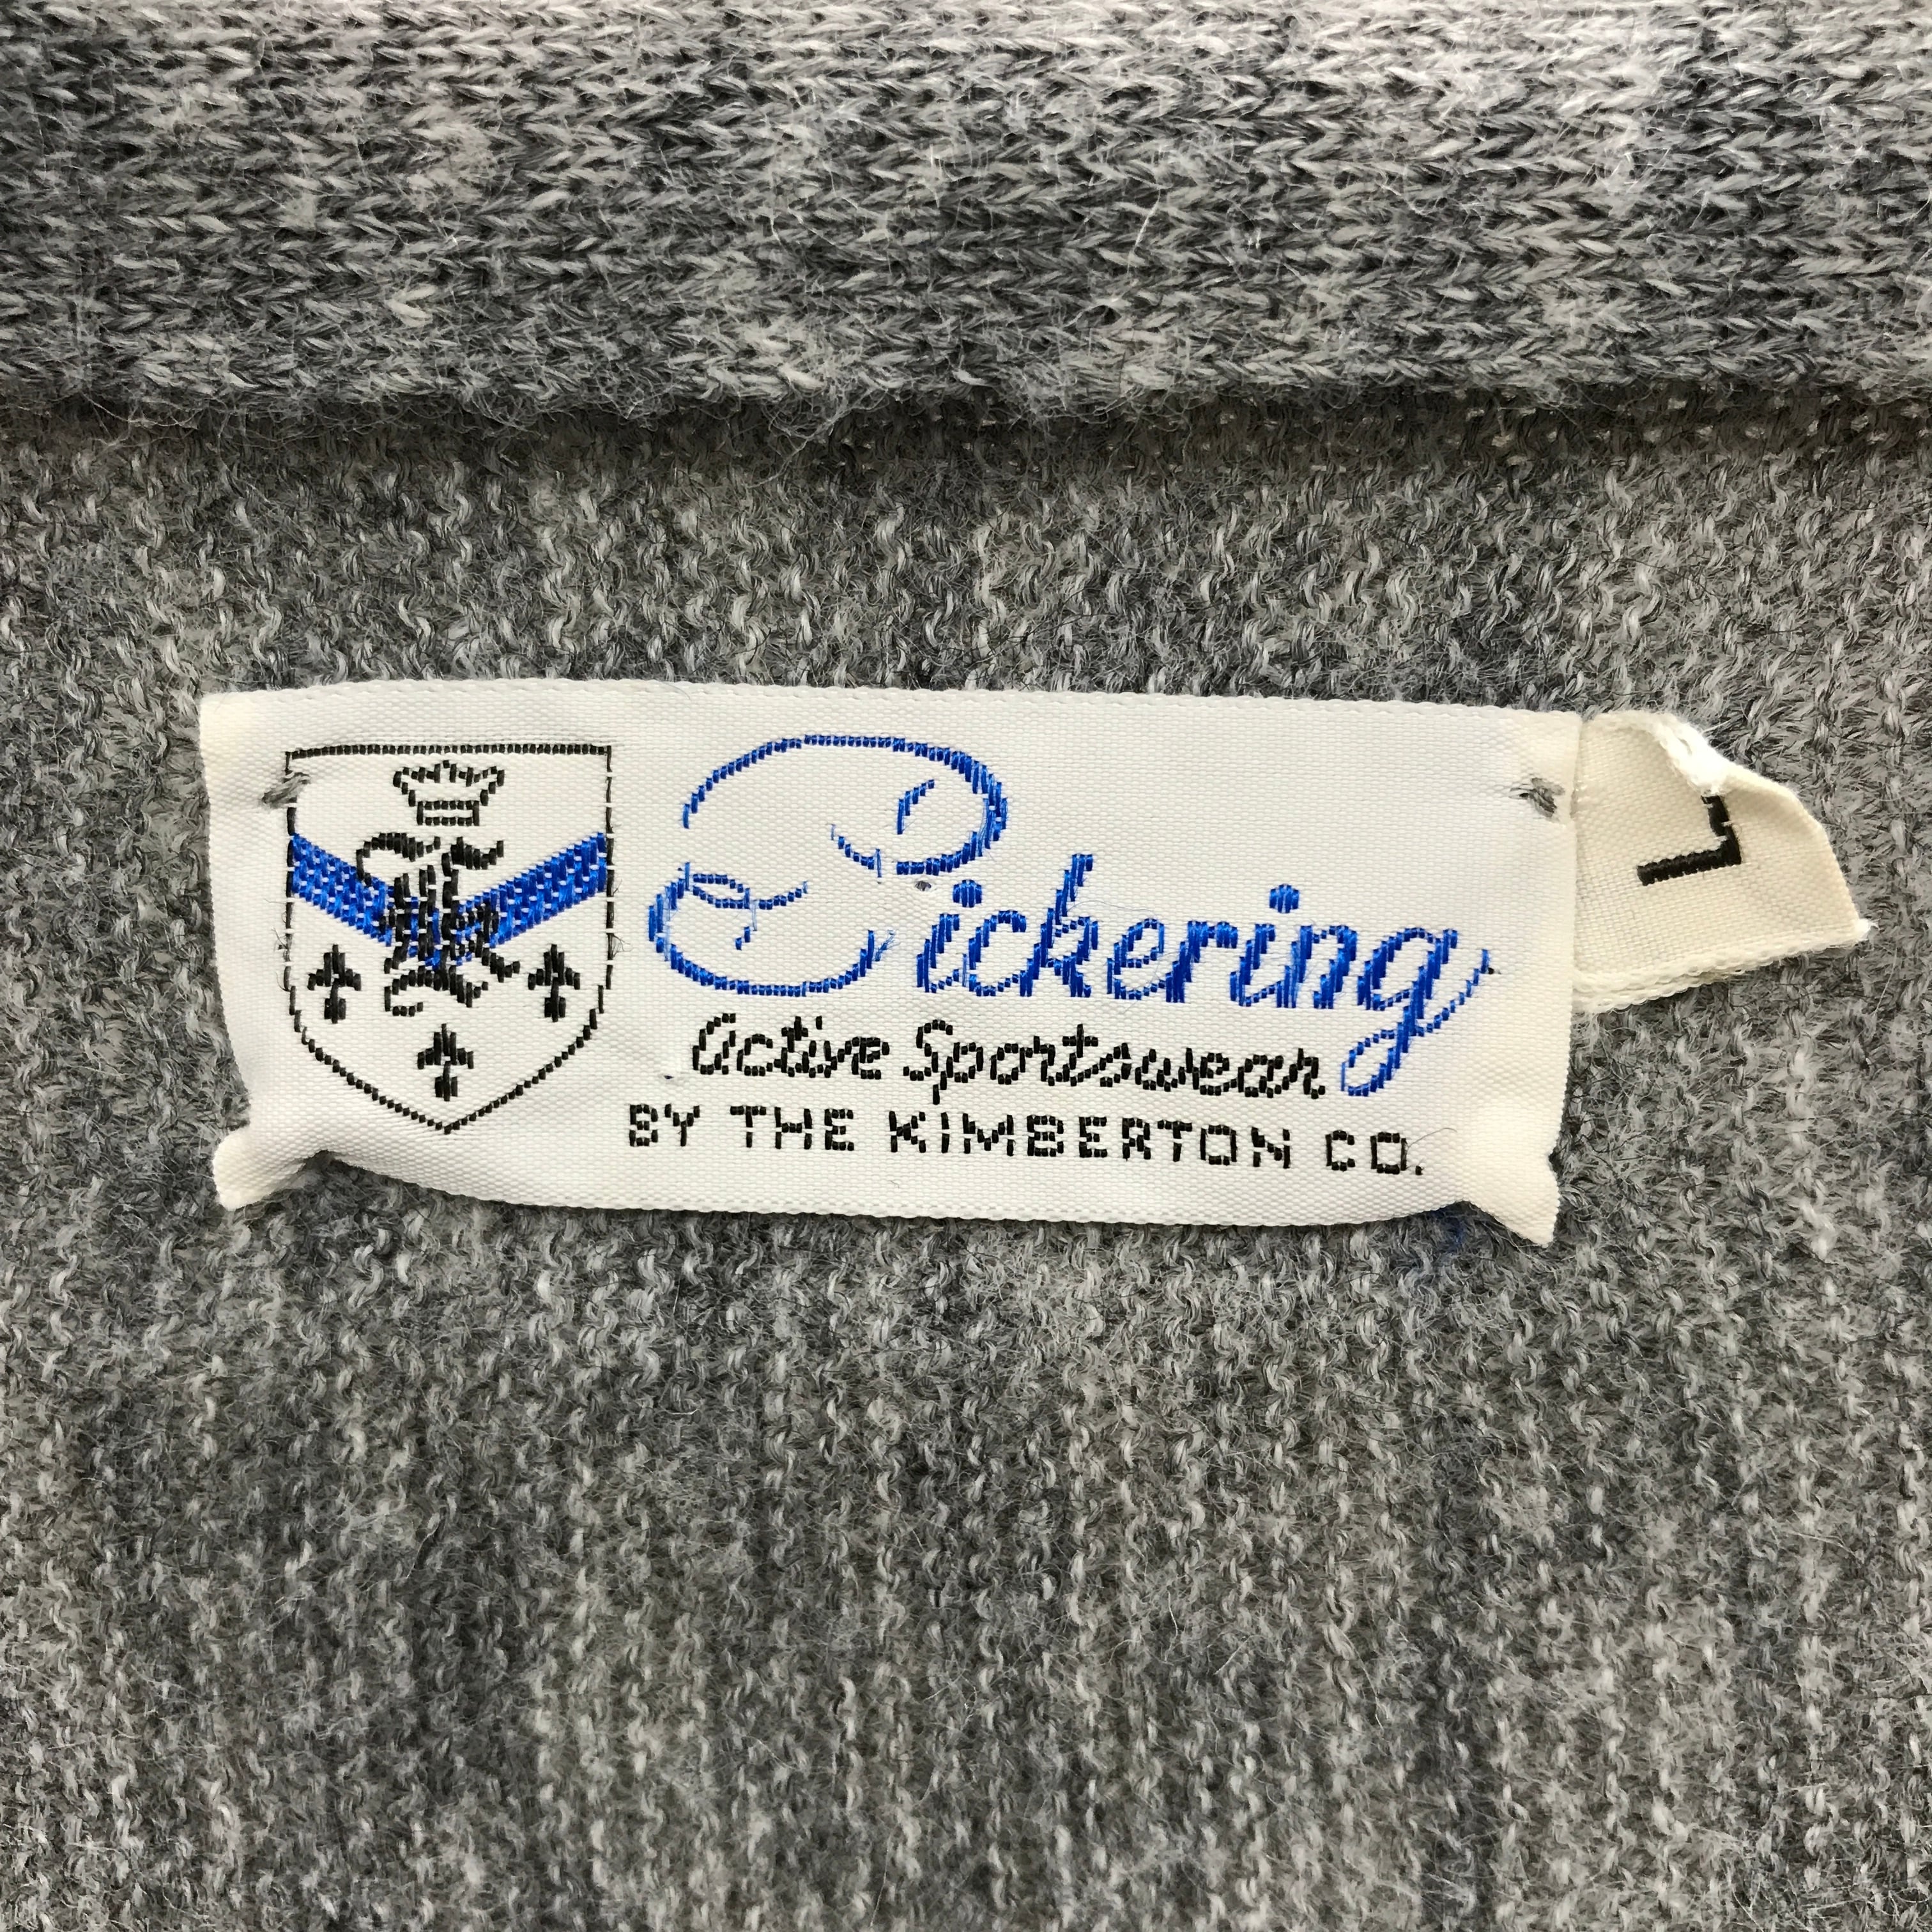 Pickering
Active Sportswear
BY THE KIMBERTON CO.
L